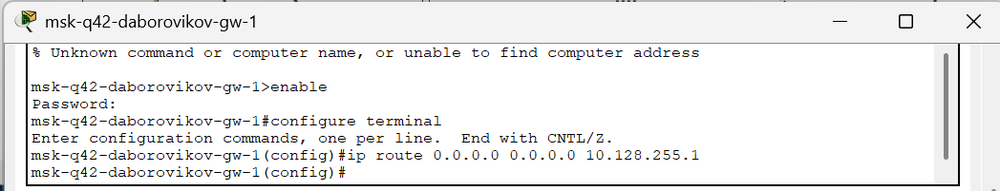 msk-q42-daborovikov-gw-1
% Unknown command or computer name, or unable to find computer address
msk-q42-daborovikov-gw-1>enable
Password:
msk-q42-daborovikov-gw-1#configure terminal
Enter configuration commands, one per line.  End with CNTL/Z.
msk-q42-daborovikov-gw-1(config)#ip route 0.0.0.0 0.0.0.0 10.128.255.1
msk-q42-daborovikov-gw-1(config)#